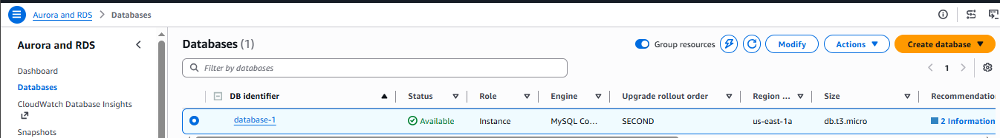 Aurora and RDS > Databases
Aurora and RDS
Dashboard
Databases
CloudWatch Database Insights
Snapshots
Databases (1)
Group resources
Modify
Actions
Create database
Filter by databases
1
DB identifier Status Role Engine Upgrade rollout order Region ... Size Recommendation
database-1 Available Instance MySQL Co... SECOND us-east-1a db.t3.micro 2 Information